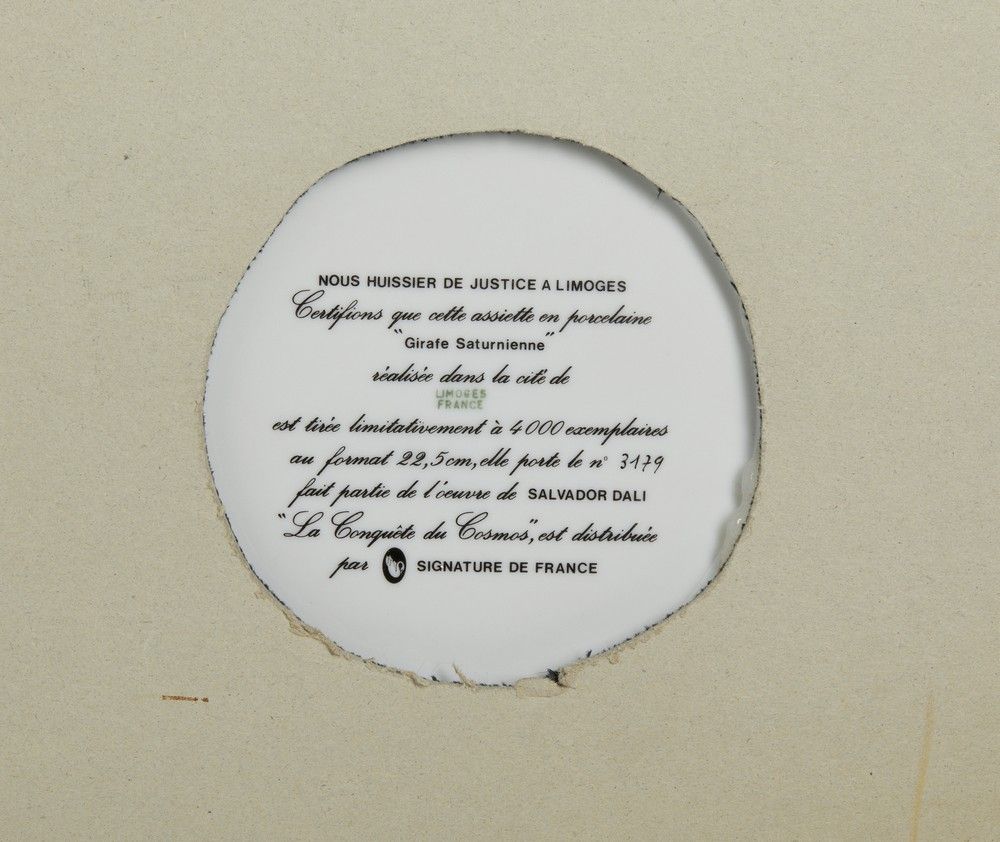 NOUS HUISSIER DE JUSTICE A LIMOGES
Certifions que cette assiette en porcelaine
"Girafe Saturnienne"
réalisée dans la cité de
LIMOGES
FRANCE
est tirée limitativement à 4000 exemplaires
au format 22,5cm, elle porte le n° 3179
fait partie de l'œuvre de SALVADOR DALI
"La Conquête du Cosmos", est distribuée
par SIGNATURE DE FRANCE